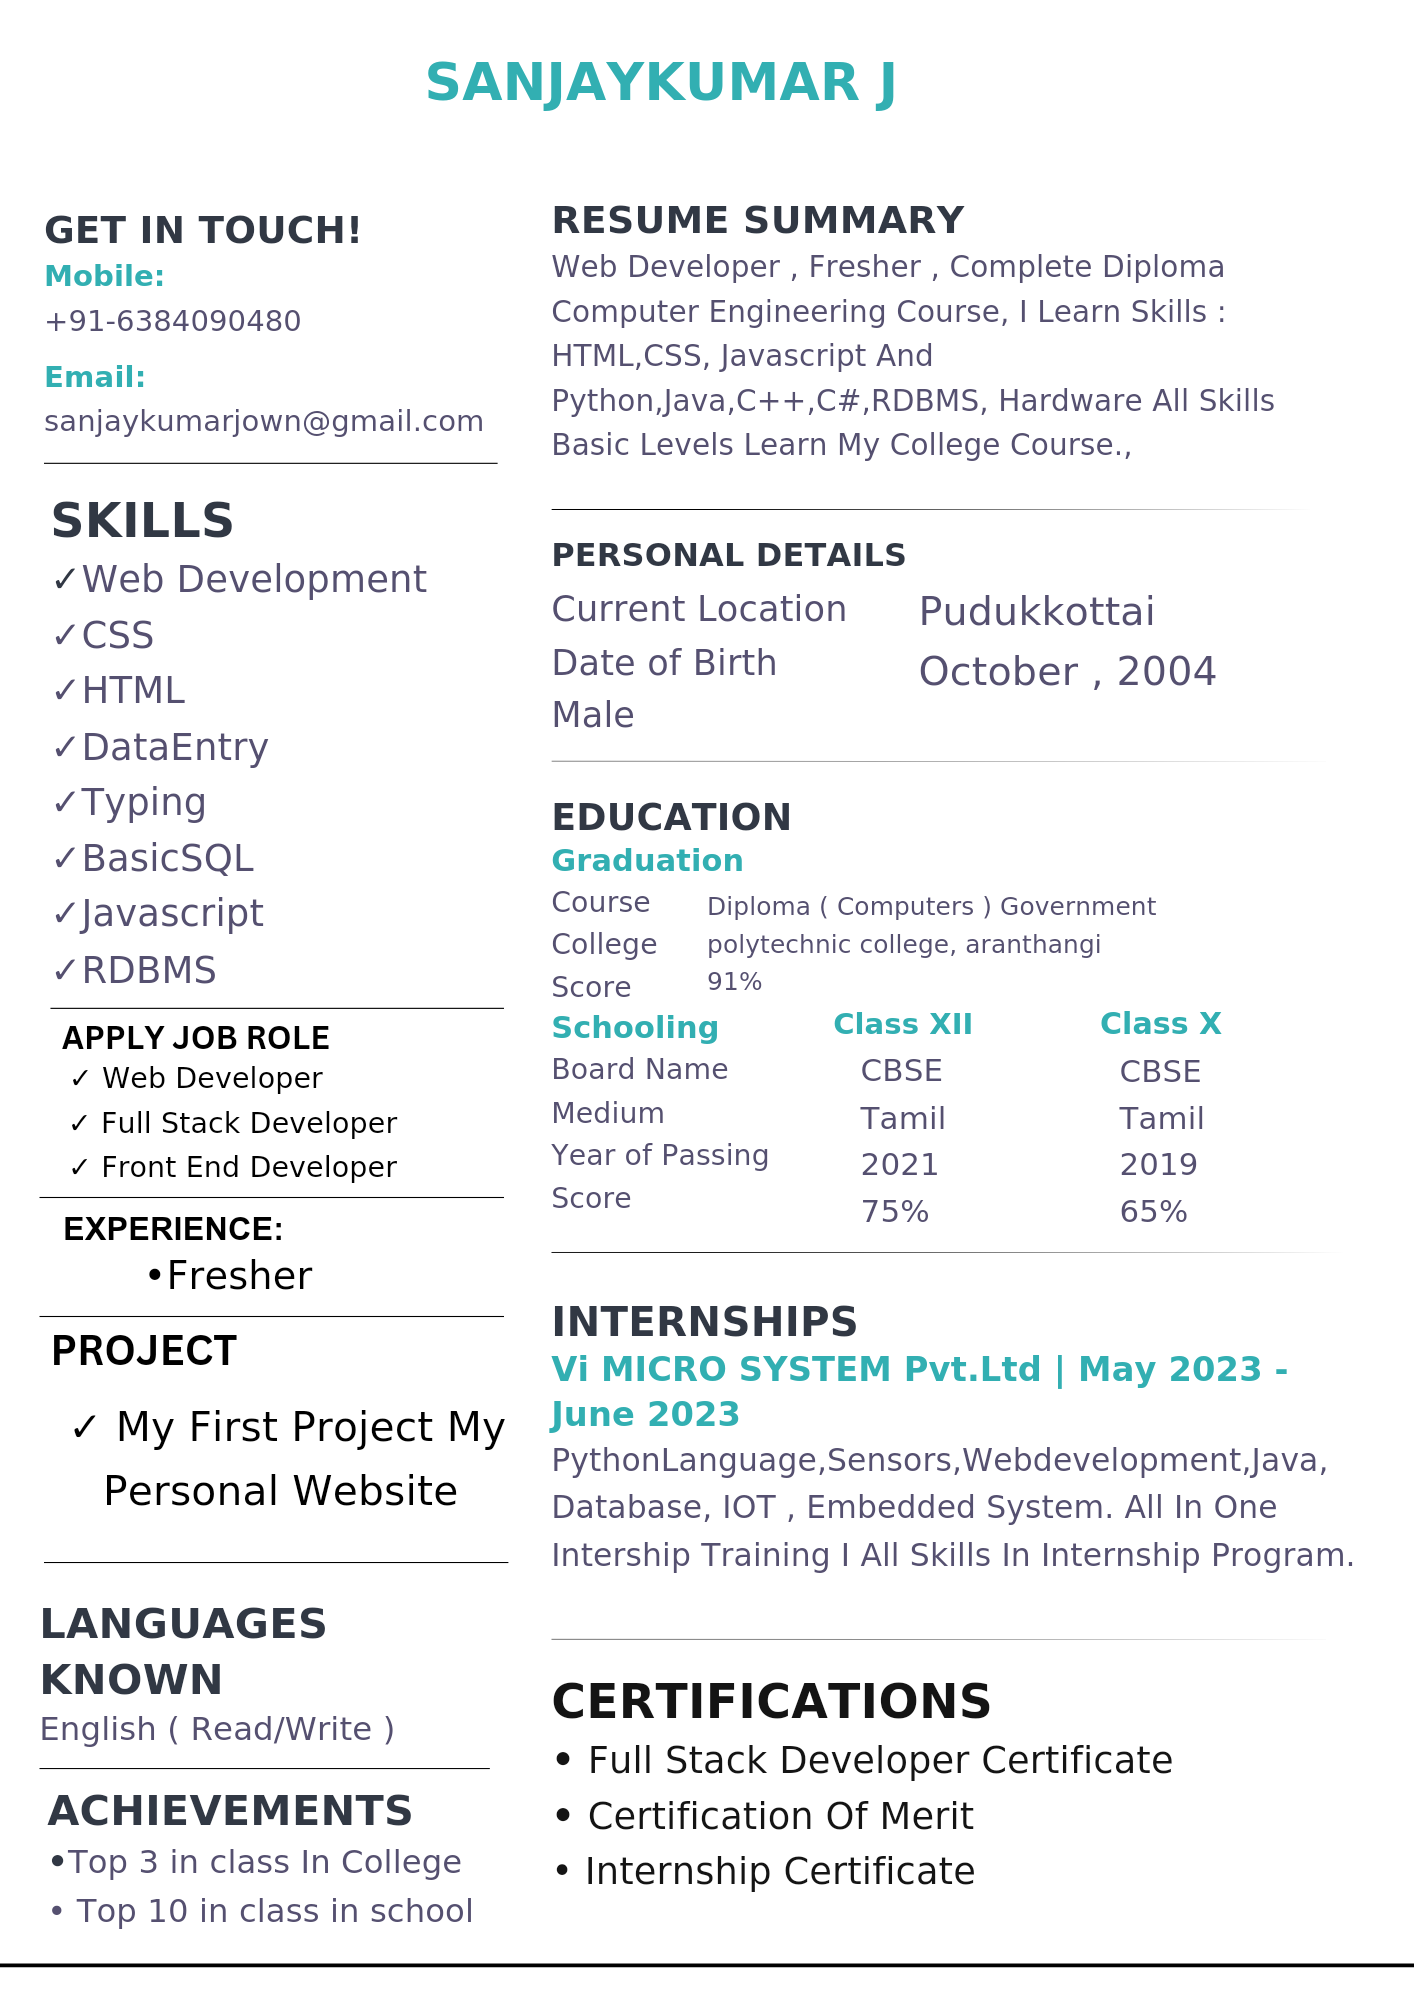 SANJAYKUMAR J
GET IN TOUCH!
Mobile:
+91-6384090480
Email:
sanjaykumarjown@gmail.com
SKILLS
✓Web Development
✓CSS
✓HTML
✓DataEntry
✓Typing
✓BasicSQL
✓Javascript
✓RDBMS
APPLY JOB ROLE
✓ Web Developer
✓ Full Stack Developer
✓ Front End Developer
EXPERIENCE:
•Fresher
PROJECT
✓ My First Project My
Personal Website
LANGUAGES
KNOWN
English ( Read/Write )
ACHIEVEMENTS
•Top 3 in class In College
• Top 10 in class in school
RESUME SUMMARY
Web Developer , Fresher , Complete Diploma
Computer Engineering Course, I Learn Skills :
HTML,CSS, Javascript And
Python,Java,C++,C#,RDBMS, Hardware All Skills
Basic Levels Learn My College Course.,
PERSONAL DETAILS
Current Location Pudukkottai
Date of Birth October , 2004
Male
EDUCATION
Graduation
Course Diploma ( Computers ) Government
College polytechnic college, aranthangi
Score 91%
Schooling Class XII Class X
Board Name CBSE CBSE
Medium Tamil Tamil
Year of Passing 2021 2019
Score 75% 65%
INTERNSHIPS
Vi MICRO SYSTEM Pvt.Ltd | May 2023 -
June 2023
PythonLanguage,Sensors,Webdevelopment,Java,
Database, IOT , Embedded System. All In One
Intership Training I All Skills In Internship Program.
CERTIFICATIONS
• Full Stack Developer Certificate
• Certification Of Merit
• Internship Certificate